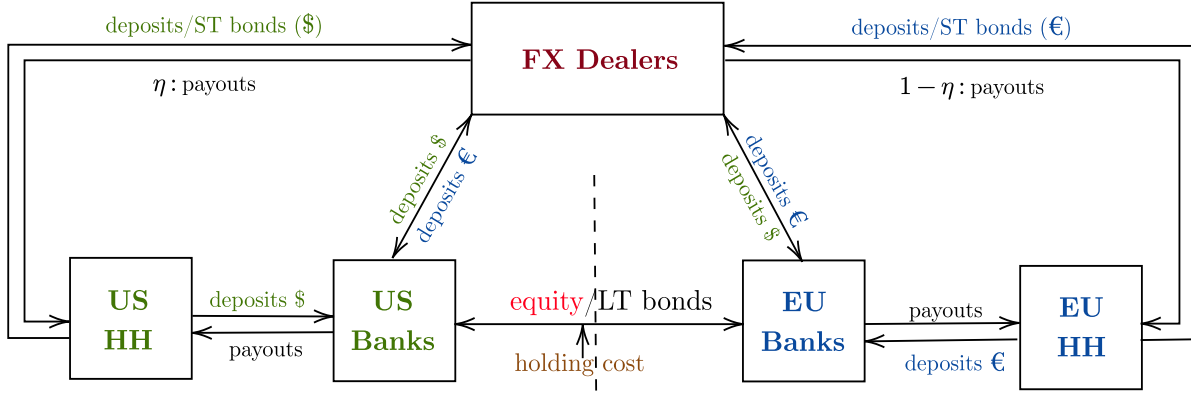 deposits/ST bonds ($)
deposits/ST bonds (€)
FX Dealers
η : payouts
1 − η : payouts
deposits $
deposits €
deposits €
deposits $
US
HH
deposits $
payouts
US
Banks
equity/LT bonds
holding cost
EU
Banks
payouts
deposits €
EU
HH